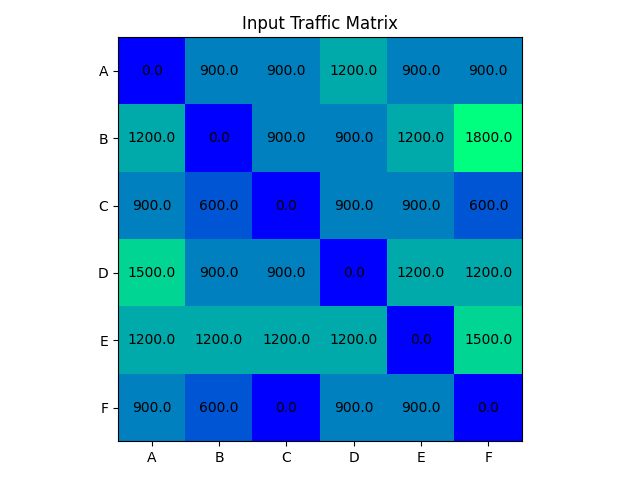 Input Traffic Matrix
A 0.0 900.0 900.0 1200.0 900.0 900.0
B 1200.0 0.0 900.0 900.0 1200.0 1800.0
C 900.0 600.0 0.0 900.0 900.0 600.0
D 1500.0 900.0 900.0 0.0 1200.0 1200.0
E 1200.0 1200.0 1200.0 1200.0 0.0 1500.0
F 900.0 600.0 0.0 900.0 900.0 0.0
A B C D E F